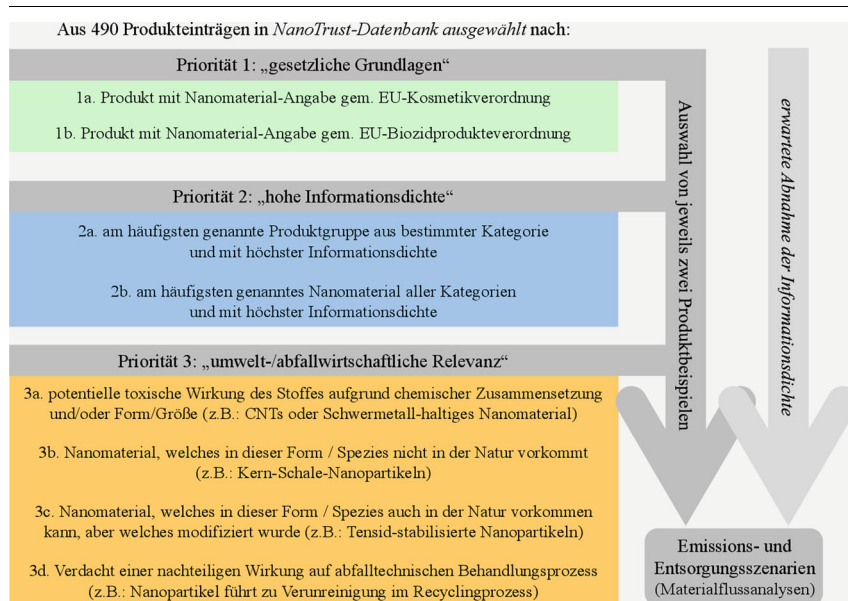 Aus 490 Produkteinträgen in NanoTrust-Datenbank ausgewählt nach:
Priorität 1: „gesetzliche Grundlagen“
1a. Produkt mit Nanomaterial-Angabe gem. EU-Kosmetikverordnung
1b. Produkt mit Nanomaterial-Angabe gem. EU-Biozidprodukteverordnung
Priorität 2: „hohe Informationsdichte“
2a. am häufigsten genannte Produktgruppe aus bestimmter Kategorie
und mit höchster Informationsdichte
2b. am häufigsten genanntes Nanomaterial aller Kategorien
und mit höchster Informationsdichte
Priorität 3: „umwelt-/abfallwirtschaftliche Relevanz“
3a. potentielle toxische Wirkung des Stoffes aufgrund chemischer Zusammensetzung
und/oder Form/Größe (z.B.: CNTs oder Schwermetall-haltiges Nanomaterial)
3b. Nanomaterial, welches in dieser Form / Spezies nicht in der Natur vorkommt
(z.B.: Kern-Schale-Nanopartikeln)
3c. Nanomaterial, welches in dieser Form / Spezies auch in der Natur vorkommen
kann, aber welches modifiziert wurde (z.B.: Tensid-stabilisierte Nanopartikeln)
3d. Verdacht einer nachteiligen Wirkung auf abfalltechnischen Behandlungsprozess
(z.B.: Nanopartikel führt zu Verunreinigung im Recyclingprozess)
Auswahl von jeweils zwei Produktbeispielen
erwartete Abnahme der Informationsdichte
Emissions- und
Entsorgungsszenarien
(Materialflussanalysen)